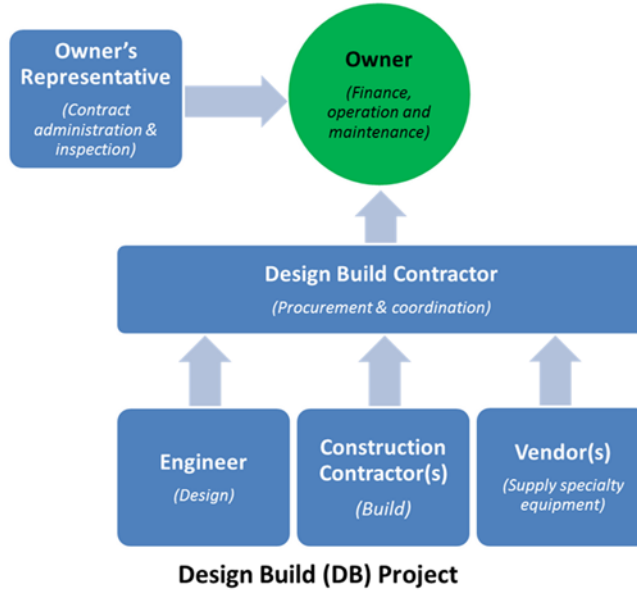 Owner's
Representative
(Contract
administration &
inspection)
Owner
(Finance,
operation and
maintenance)
Design Build Contractor
(Procurement & coordination)
Engineer
(Design)
Construction
Contractor(s)
(Build)
Vendor(s)
(Supply specialty
equipment)
Design Build (DB) Project